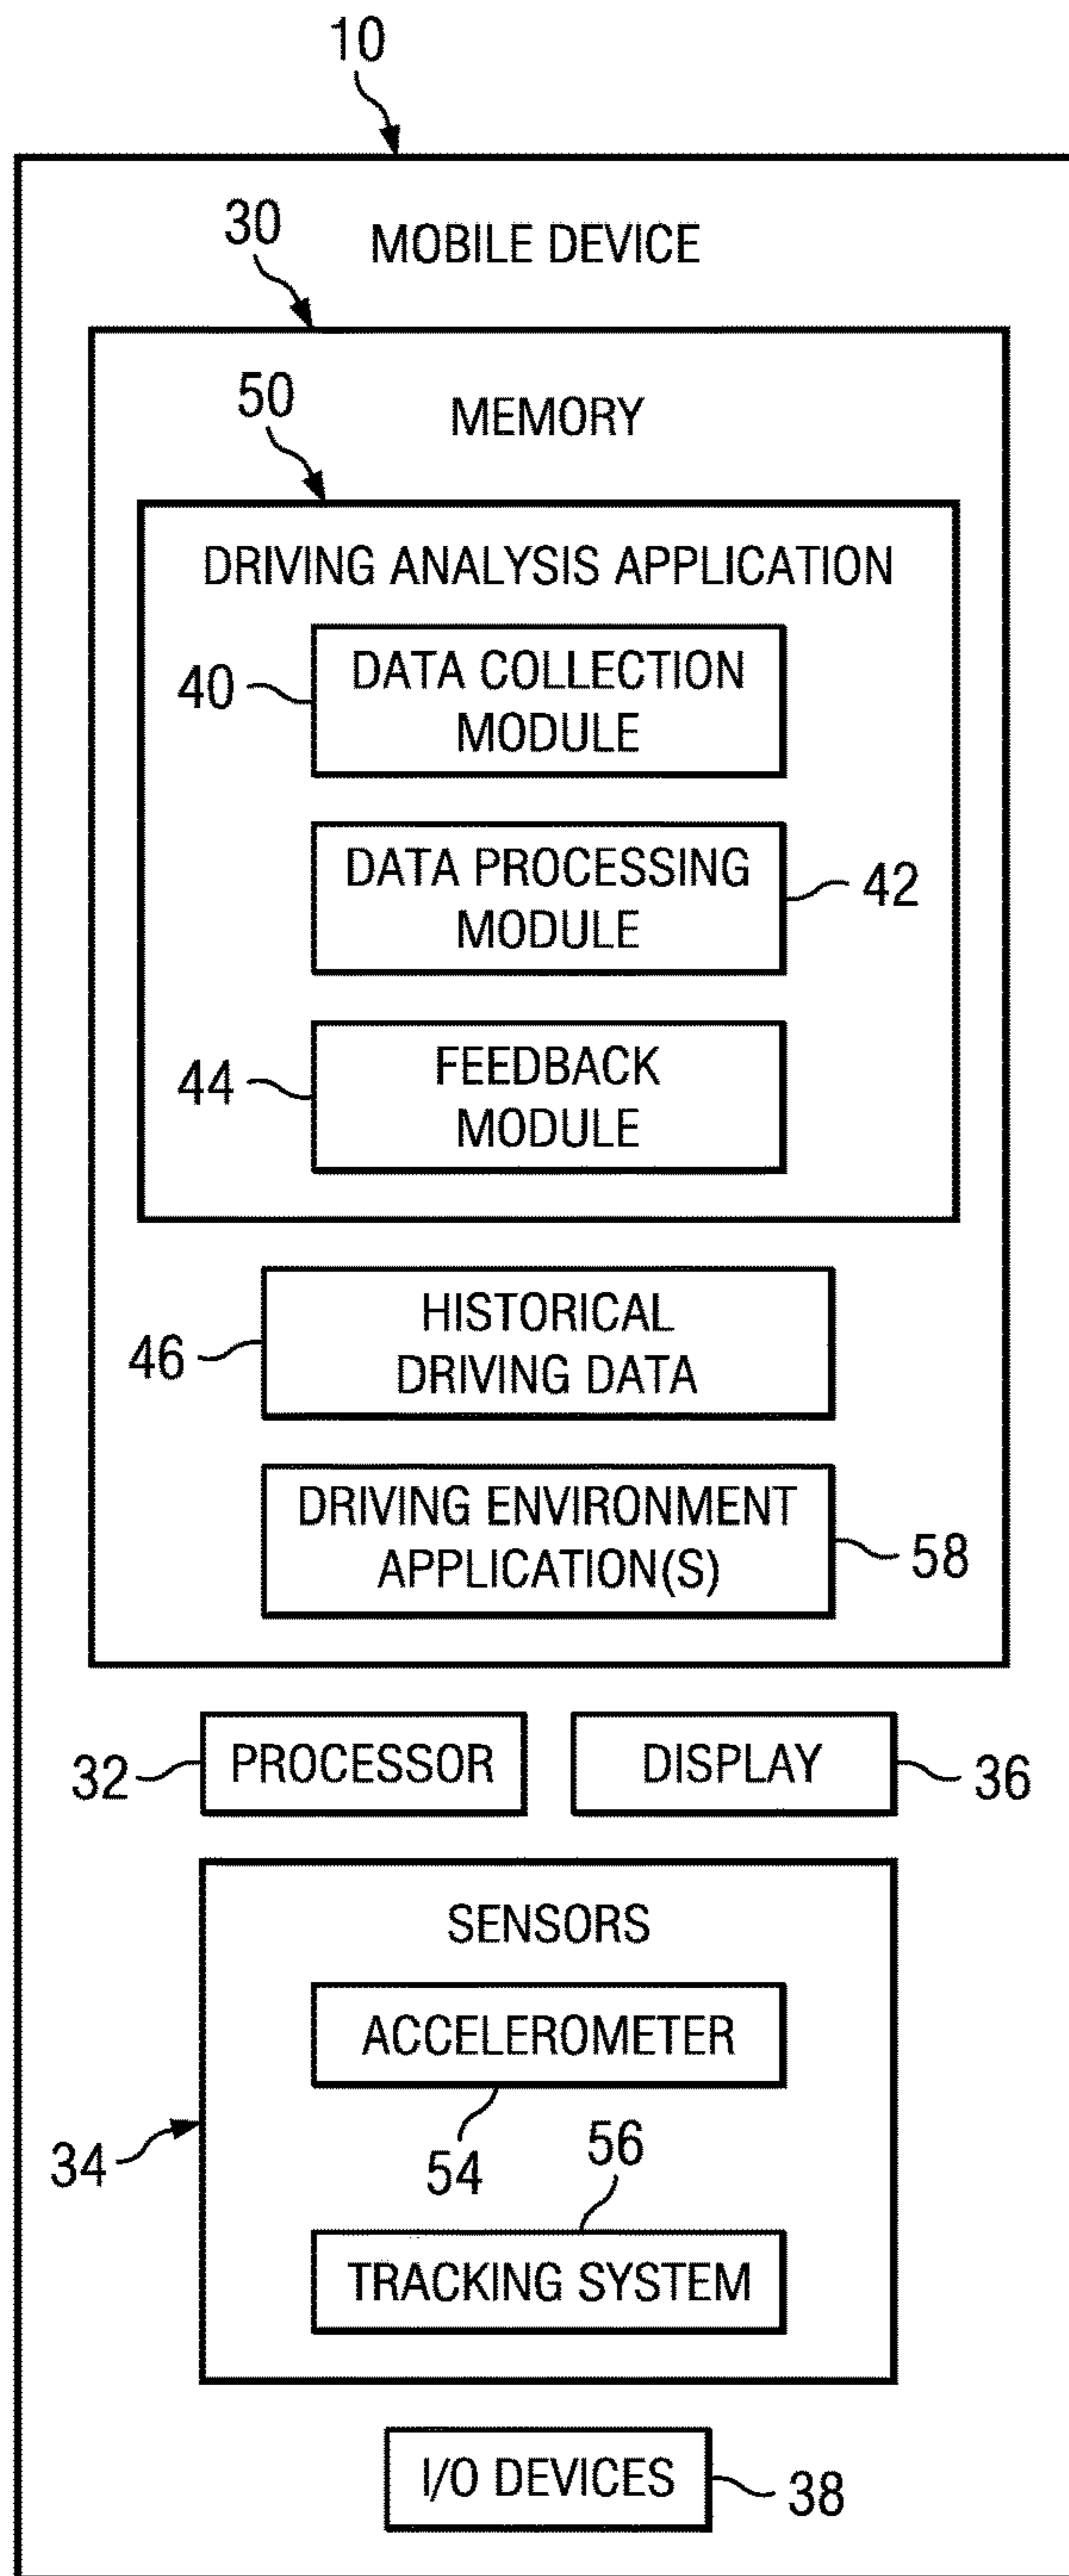 10
MOBILE DEVICE
30
MEMORY
50
DRIVING ANALYSIS APPLICATION
40
DATA COLLECTION
MODULE
DATA PROCESSING
MODULE
42
44
FEEDBACK
MODULE
46
HISTORICAL
DRIVING DATA
DRIVING ENVIRONMENT
APPLICATION(S)
58
32
PROCESSOR
DISPLAY
36
SENSORS
ACCELEROMETER
54
34
56
TRACKING SYSTEM
I/O DEVICES
38